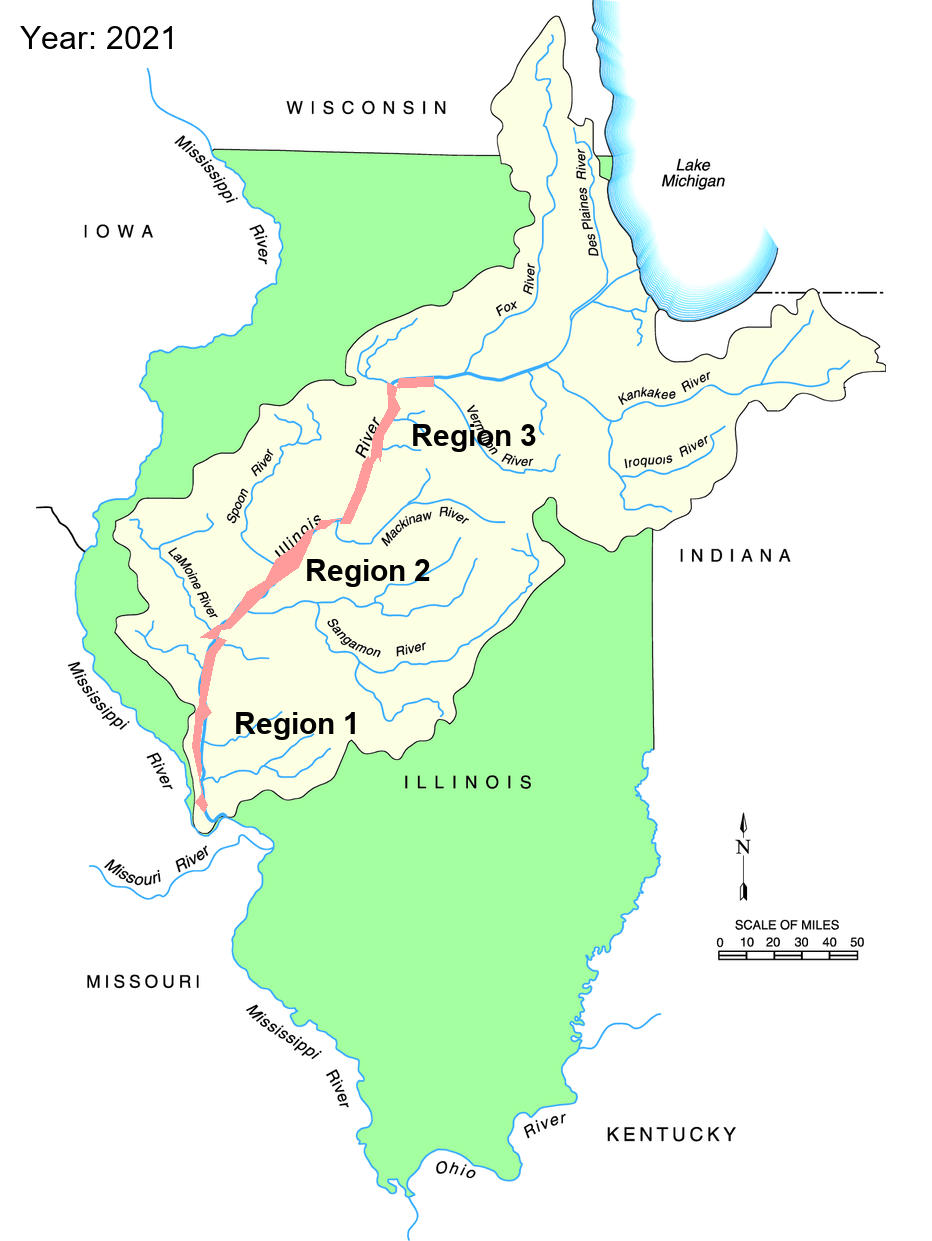 Year: 2021
WISCONSIN
Mississippi
River
IOWA
Lake
Michigan
Des Plaines River
Fox
River
Kankakee River
Vermilion
River
Region 3
River
Iroquois River
Spoon River
Illinois
Mackinaw River
LaMoine River
Region 2
INDIANA
Sangamon River
Mississippi
River
Region 1
ILLINOIS
Missouri River
N
SCALE OF MILES
0 10 20 30 40 50
MISSOURI
Mississippi
River
Ohio
River
KENTUCKY